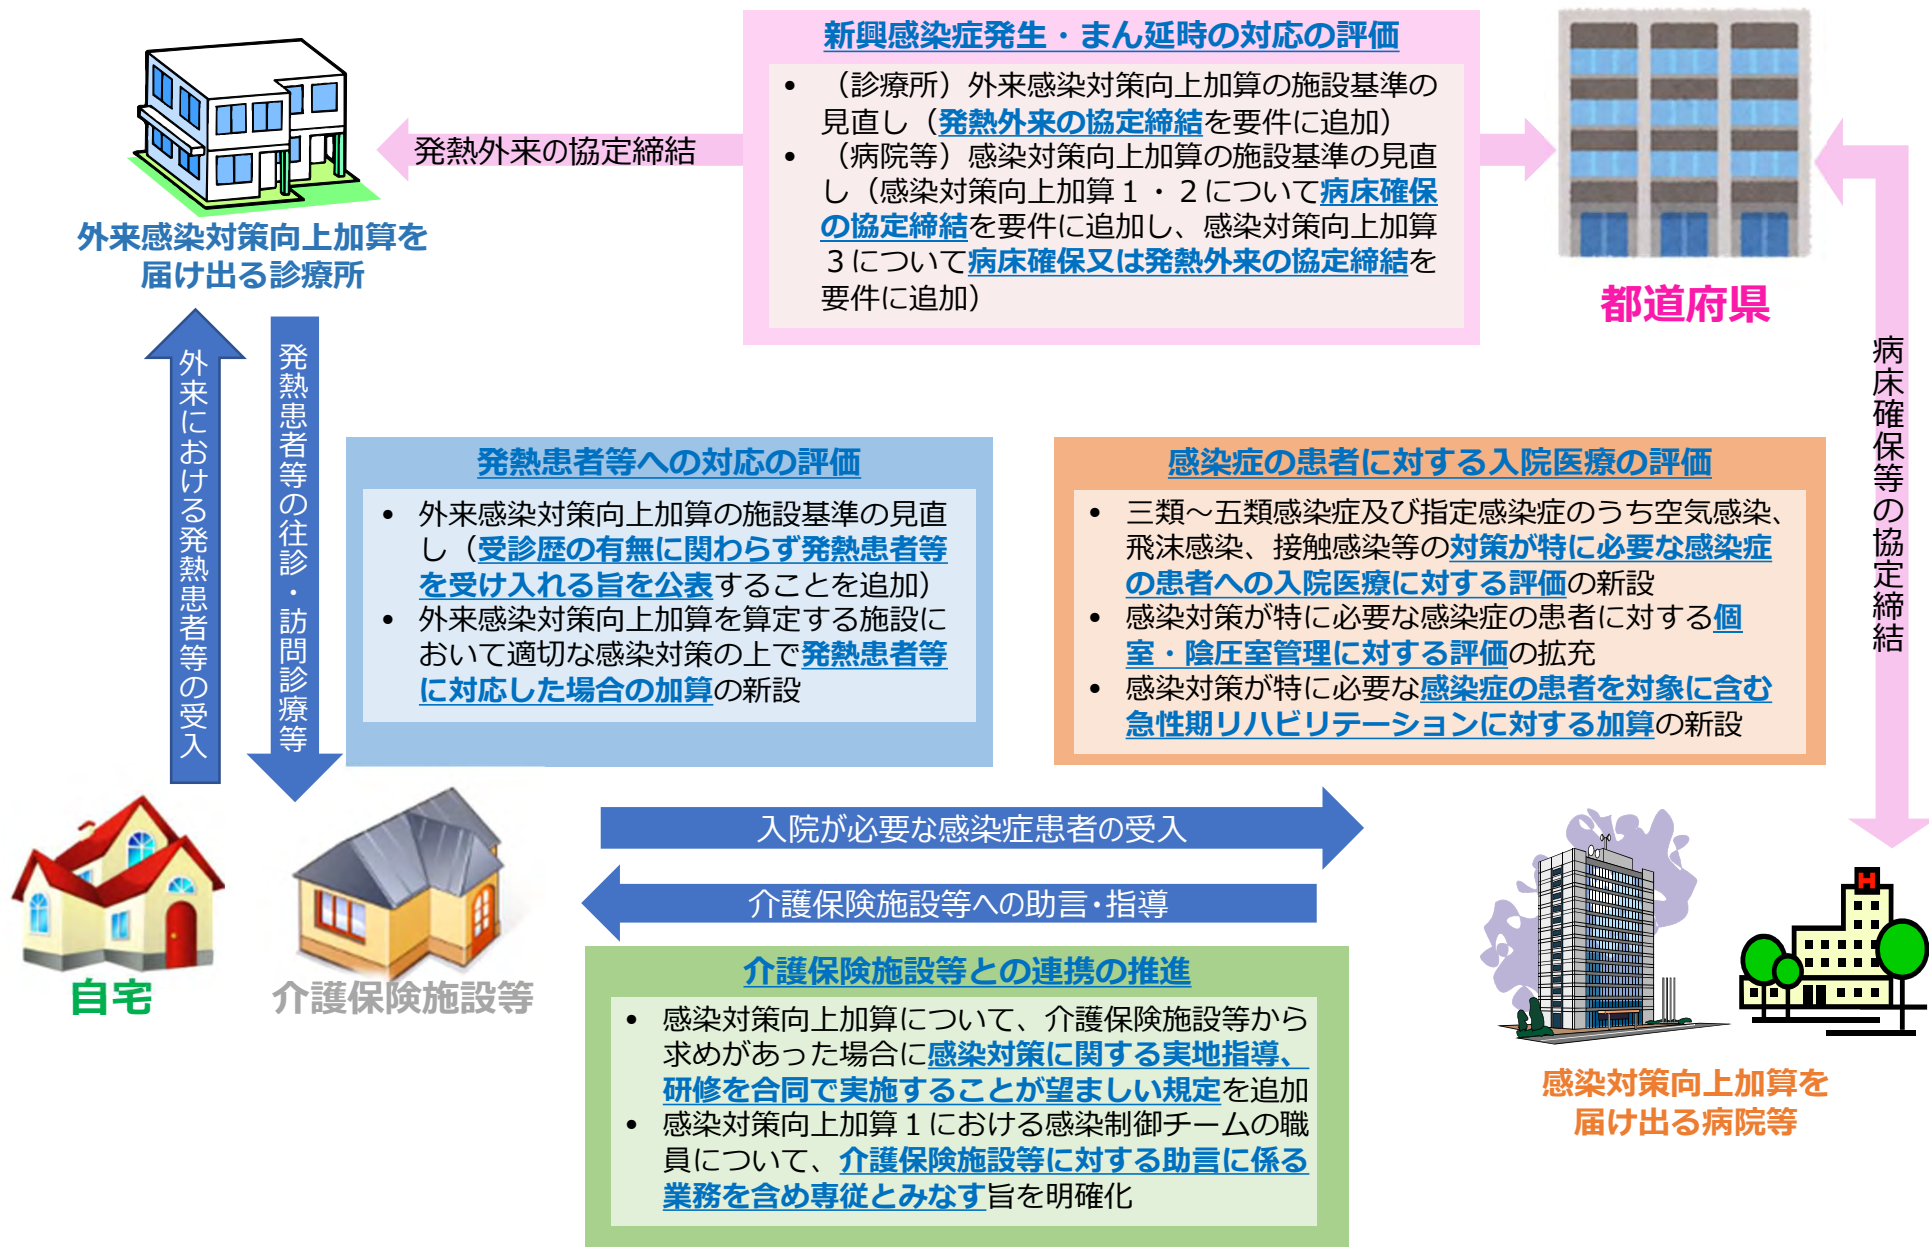 新興感染症発生・まん延時の対応の評価
• （診療所）外来感染対策向上加算の施設基準の
見直し（発熱外来の協定締結を要件に追加）
• （病院等）感染対策向上加算の施設基準の見直
し（感染対策向上加算１・２について病床確保
の協定締結を要件に追加し、感染対策向上加算
３について病床確保又は発熱外来の協定締結を
要件に追加）
発熱外来の協定締結
外来感染対策向上加算を
届け出る診療所
都道府県
病床確保等の協定締結
外来における発熱患者等の受入
発熱患者等の往診・訪問診療等
発熱患者等への対応の評価
• 外来感染対策向上加算の施設基準の見直
し（受診歴の有無に関わらず発熱患者等
を受け入れる旨を公表することを追加）
• 外来感染対策向上加算を算定する施設に
おいて適切な感染対策の上で発熱患者等
に対応した場合の加算の新設
感染症の患者に対する入院医療の評価
• 三類～五類感染症及び指定感染症のうち空気感染、
飛沫感染、接触感染等の対策が特に必要な感染症
の患者への入院医療に対する評価の新設
• 感染対策が特に必要な感染症の患者に対する個
室・陰圧室管理に対する評価の拡充
• 感染対策が特に必要な感染症の患者を対象に含む
急性期リハビリテーションに対する加算の新設
入院が必要な感染症患者の受入
介護保険施設等への助言・指導
自宅
介護保険施設等
介護保険施設等との連携の推進
• 感染対策向上加算について、介護保険施設等から
求めがあった場合に感染対策に関する実地指導、
研修を合同で実施することが望ましい規定を追加
• 感染対策向上加算１における感染制御チームの職
員について、介護保険施設等に対する助言に係る
業務を含め専従とみなす旨を明確化
H
感染対策向上加算を
届け出る病院等